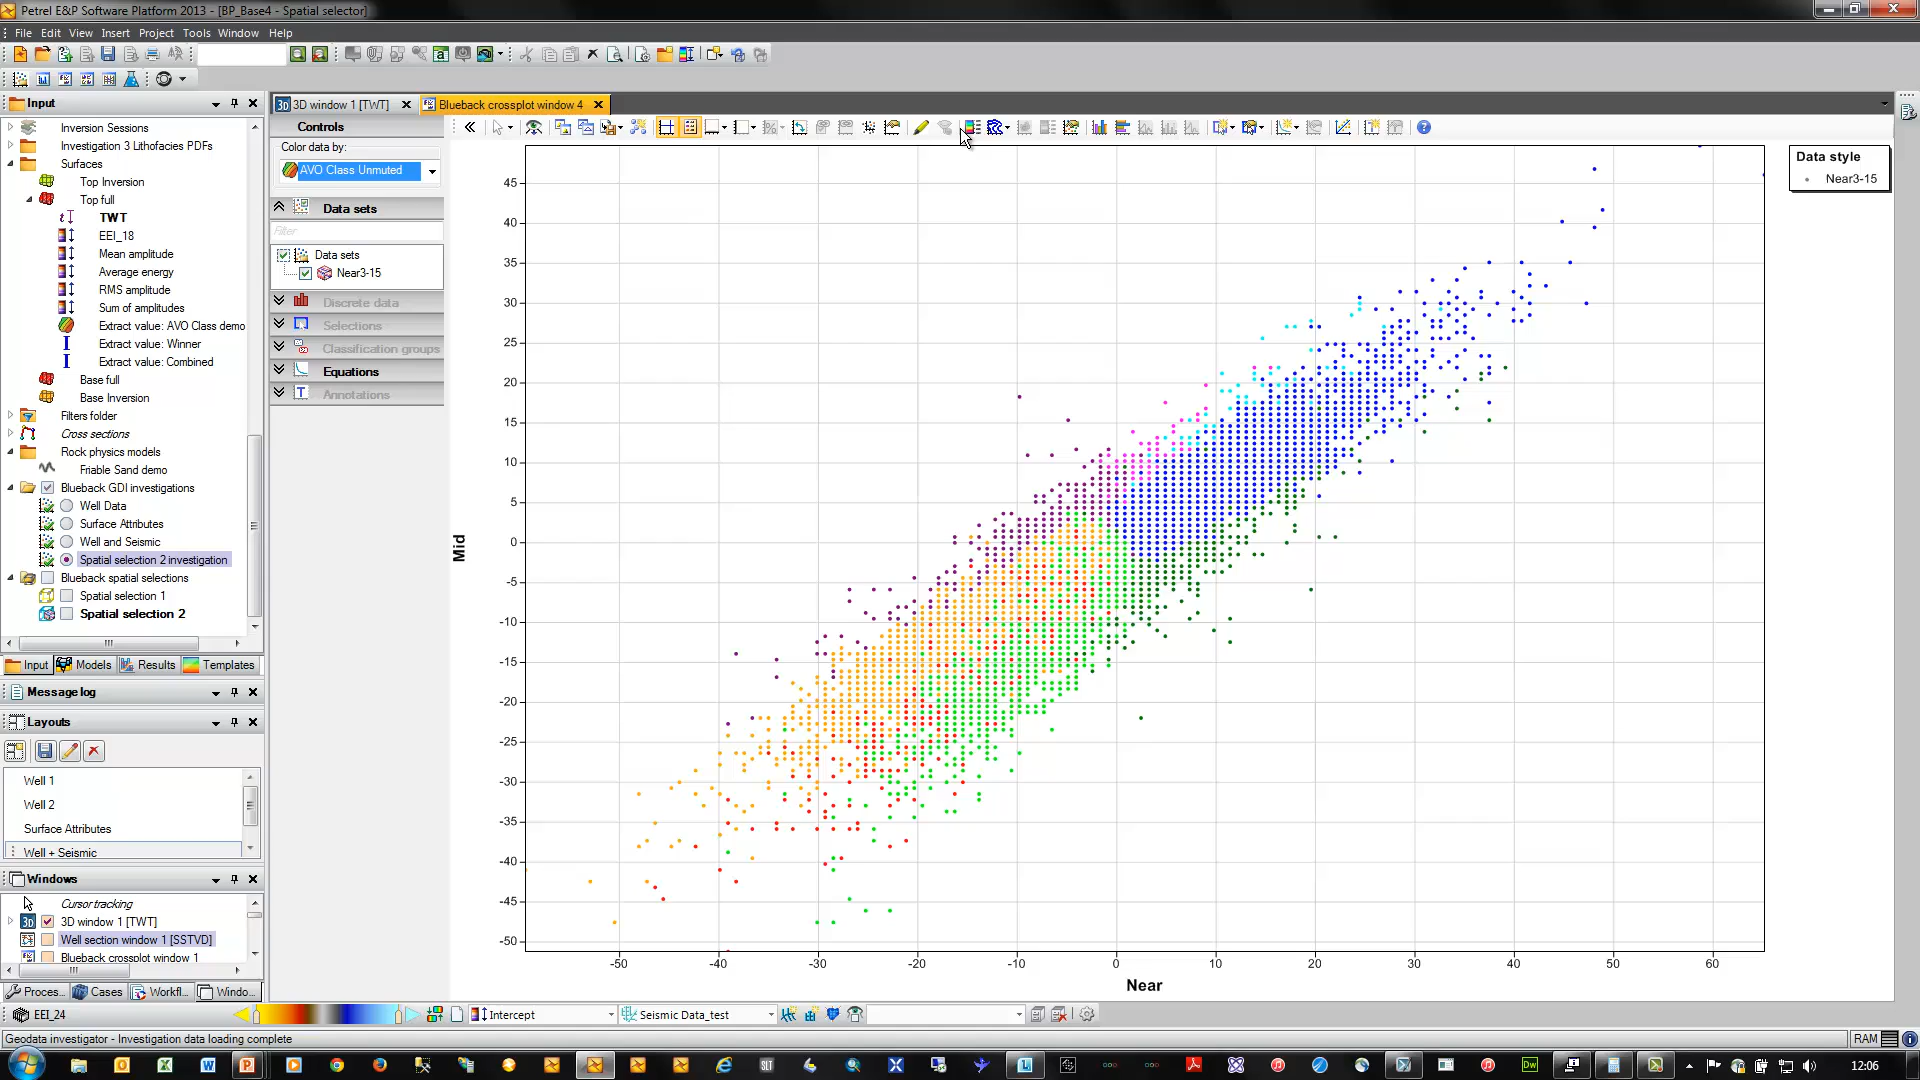 Petrel E&P Software Platform 2013 - [BP_Base4 - Spatial selector]
File Edit View Insert Project Tools Window Help
Input
3D window 1 [TWT]
Blueback crossplot window 4
Inversion Sessions
Investigation 3 Lithofacies PDFs
Surfaces
Top Inversion
Top full
TWT
EEI_18
Mean amplitude
Average energy
RMS amplitude
Sum of amplitudes
Extract value: AVO Class demo
Extract value: Winner
Extract value: Combined
Base full
Base Inversion
Filters folder
Cross sections
Rock physics models
Friable Sand demo
Blueback GDI investigations
Well Data
Surface Attributes
Well and Seismic
Spatial selection 2 investigation
Blueback spatial selections
Spatial selection 1
Spatial selection 2
Input Models Results Templates
Message log
Layouts
Well 1
Well 2
Surface Attributes
Well + Seismic
Windows
Cursor tracking
3D window 1 [TWT]
Well section window 1 [SSTVD]
Blueback crossplot window 1
Proces... Cases Workfl... Windo...
Controls
Color data by:
AVO Class Unmuted
Data sets
Filter
Data sets
Near3-15
Discrete data
Selections
Classification groups
Equations
Annotations
Mid
45
40
35
30
25
20
15
10
5
0
-5
-10
-15
-20
-25
-30
-35
-40
-45
-50
-50 -40 -30 -20 -10 0 10 20 30 40 50 60
Near
Data style
Near3-15
EEI_24
Intercept
Seismic Data_test
Geodata investigator - Investigation data loading complete
RAM
12:06